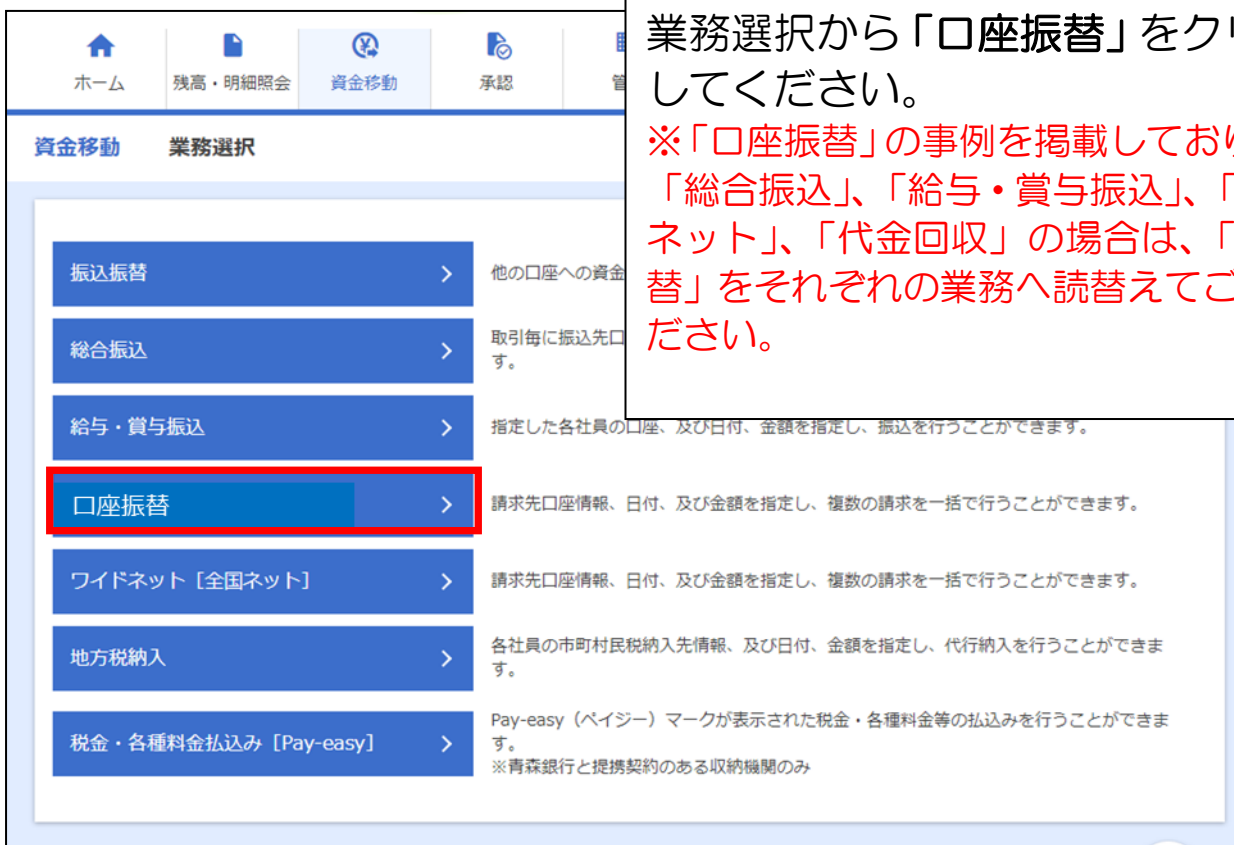 ホーム
残高・明細照会
資金移動
承認
業務選択から「口座振替」をク
してください。
※「口座振替」の事例を掲載してお
「総合振込」、「給与・賞与振込」、「
ネット」、「代金回収」の場合は、「
替」をそれぞれの業務へ読替えてご
ださい。
資金移動 業務選択
振込振替
他の口座への資金
総合振込
取引毎に振込先口
す。
給与・賞与振込
指定した各社員の口座、及び日付、金額を指定し、振込を行うことができます。
口座振替
請求先口座情報、日付、及び金額を指定し、複数の請求を一括で行うことができます。
ワイドネット［全国ネット］
請求先口座情報、日付、及び金額を指定し、複数の請求を一括で行うことができます。
地方税納入
各社員の市町村民税納入先情報、及び日付、金額を指定し、代行納入を行うことができま
す。
税金・各種料金払込み［Pay-easy］
Pay-easy（ペイジー）マークが表示された税金・各種料金等の払込みを行うことができま
す。
※青森銀行と提携契約のある収納機関のみ